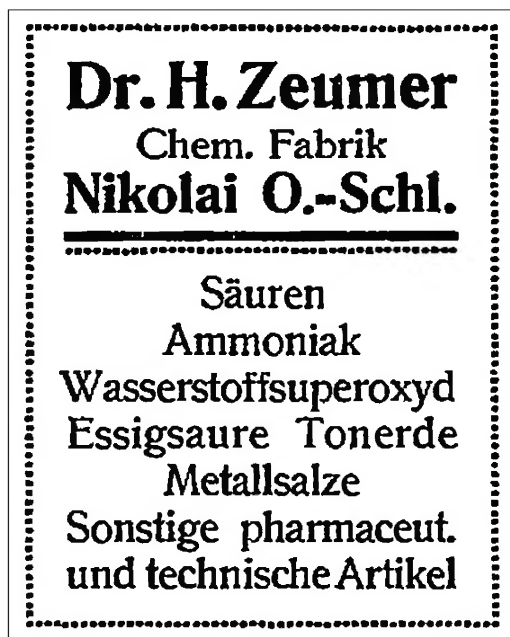 Dr. H. Zeumer
Chem. Fabrik
Nikolai O.-Schl.
Säuren
Ammoniak
Wasserstoffsuperoxyd
Essigsaure Tonerde
Metallsalze
Sonstige pharmaceut.
und technische Artikel